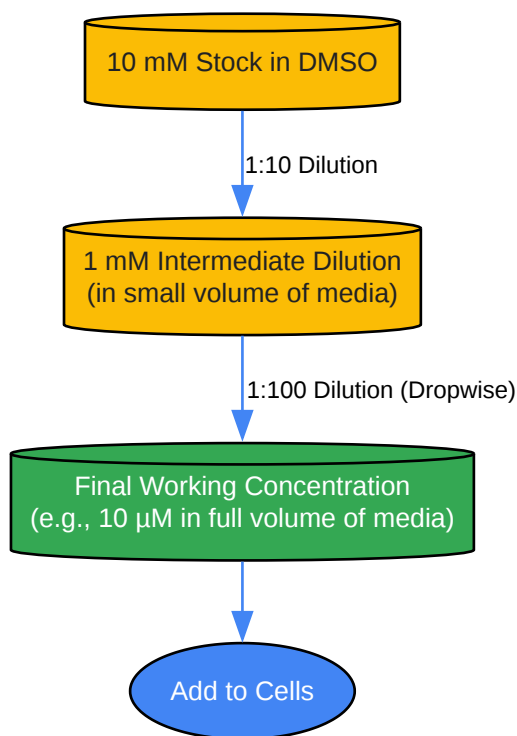 10 mM Stock in DMSO
1:10 Dilution
1 mM Intermediate Dilution
(in small volume of media)
1:100 Dilution (Dropwise)
Final Working Concentration
(e.g., 10 µM in full volume of media)
Add to Cells